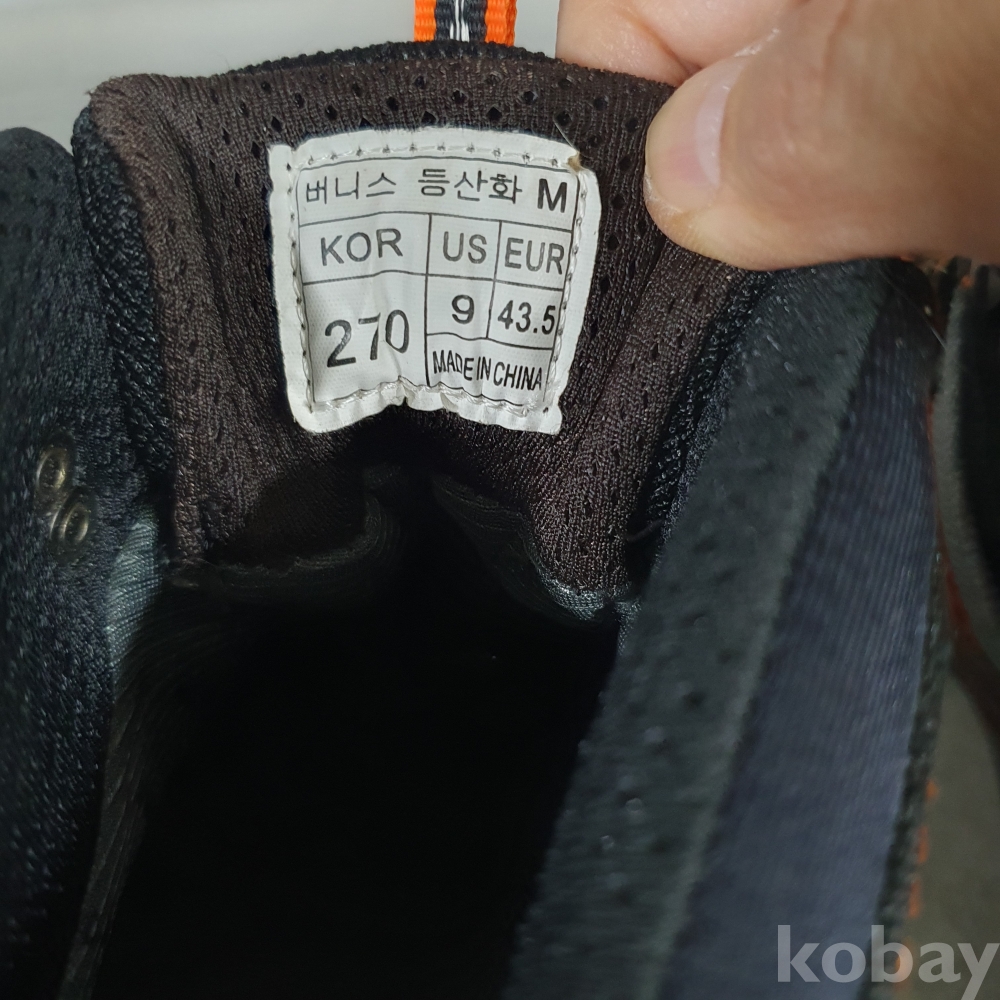 버니스 등산화 M
KOR US EUR
270 9 43.5
MADE IN CHINA
kobay